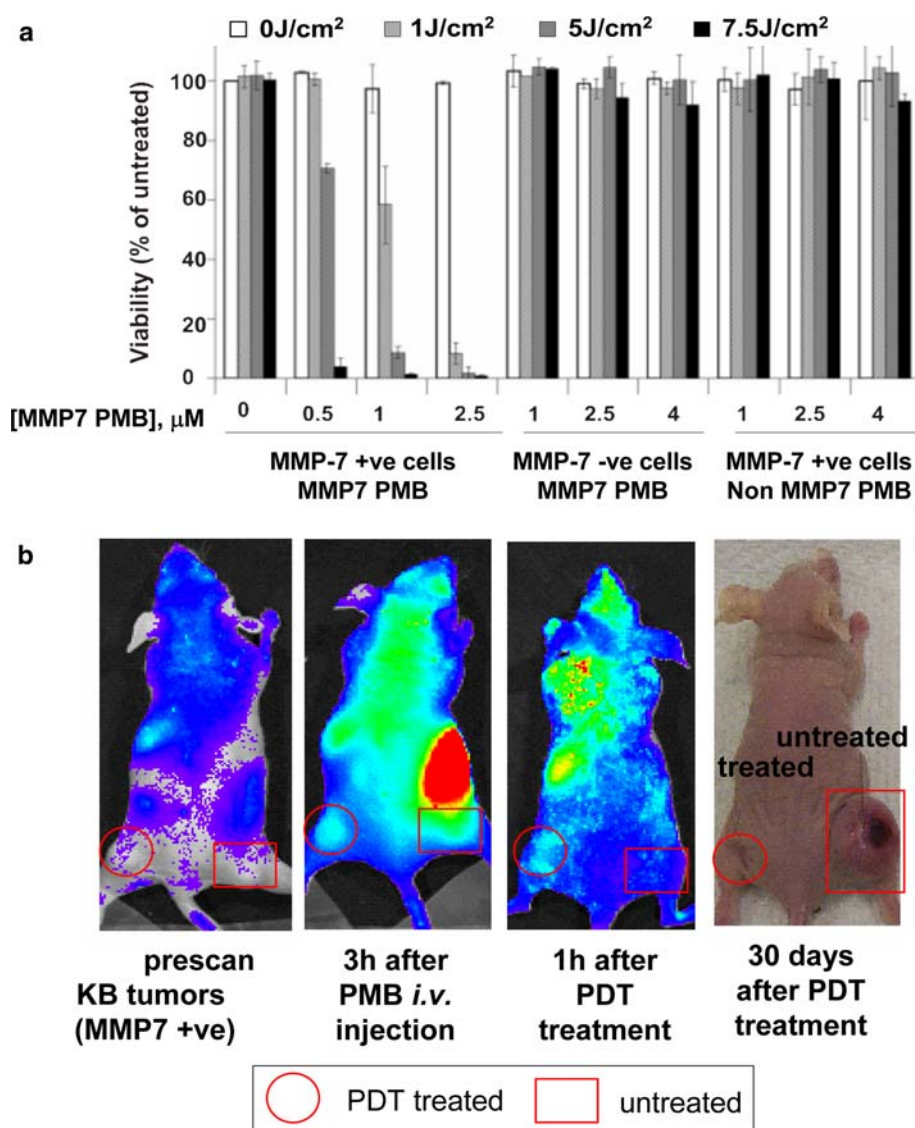 a
0J/cm² 1J/cm² 5J/cm² 7.5J/cm²
Viability (% of untreated)
100
80
60
40
20
0
[MMP7 PMB], μM 0 0.5 1 2.5 1 2.5 4 1 2.5 4
MMP-7 +ve cells MMP-7 -ve cells MMP-7 +ve cells
MMP7 PMB MMP7 PMB Non MMP7 PMB
b
untreated
treated
prescan
KB tumors
(MMP7 +ve)
3h after
PMB i.v.
injection
1h after
PDT
treatment
30 days
after PDT
treatment
PDT treated untreated